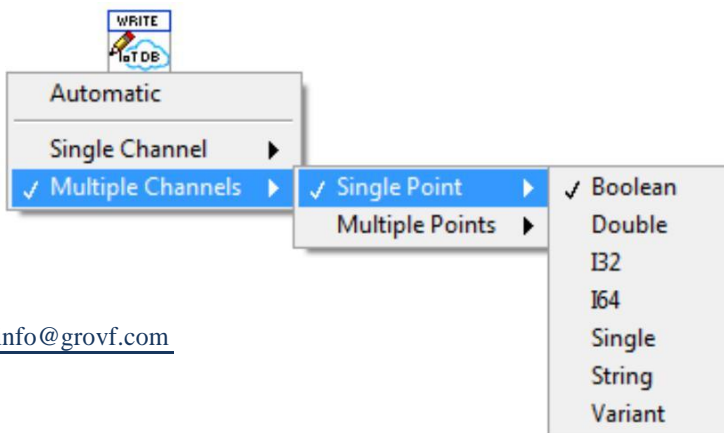 WRITE
IoT DB
Automatic
Single Channel
Multiple Channels
Single Point
Multiple Points
Boolean
Double
I32
I64
Single
String
Variant
info@grovf.com